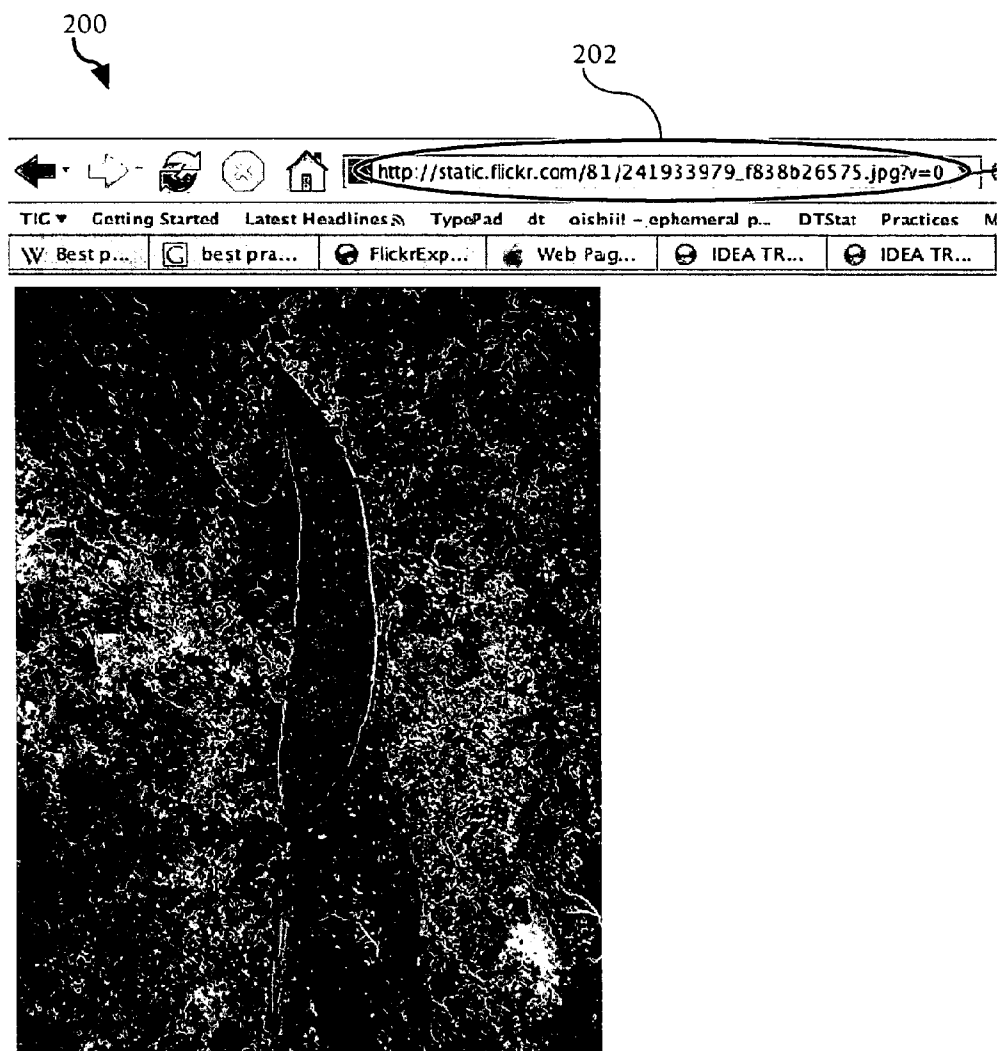 200
202
http://static.flickr.com/81/241933979_f838b26575.jpg?v=0
TIG Getting Started Latest Headlines TypePad dt oishii! – ephemeral p... DTStat Practices M
W Best p... G best pra... FlickrExp... Web Pag... IDEA TR... IDEA TR...